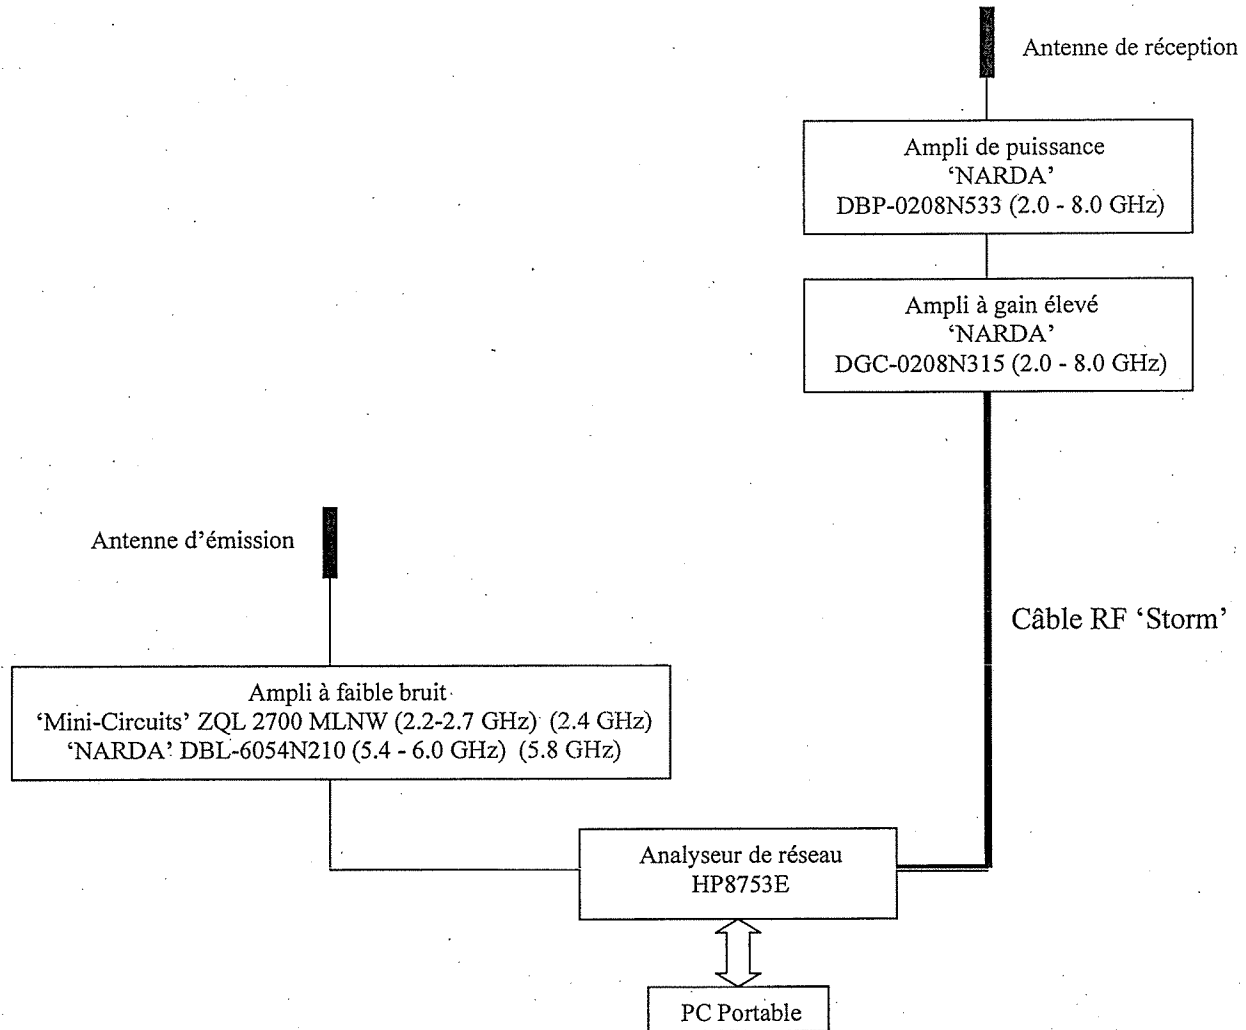 Antenne de réception
Ampli de puissance
‘NARDA’
DBP-0208N533 (2.0 - 8.0 GHz)
Ampli à gain élevé
‘NARDA’
DGC-0208N315 (2.0 - 8.0 GHz)
Antenne d’émission
Câble RF ‘Storm’
Ampli à faible bruit
‘Mini-Circuits’ ZQL 2700 MLNW (2.2-2.7 GHz) (2.4 GHz)
‘NARDA’ DBL-6054N210 (5.4 - 6.0 GHz) (5.8 GHz)
Analyseur de réseau
HP8753E
PC Portable